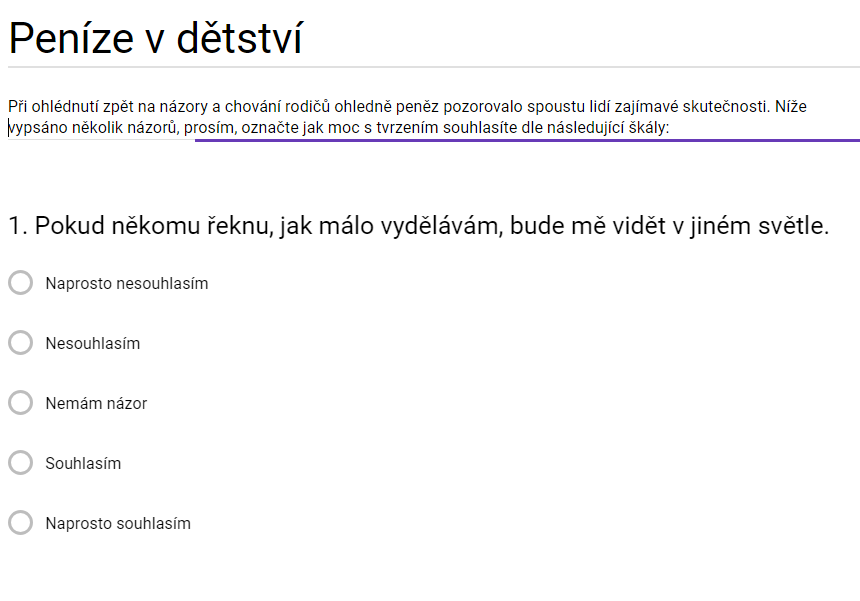 Peníze v dětství
Při ohlédnutí zpět na názory a chování rodičů ohledně peněz pozorovalo spoustu lidí zajímavé skutečnosti. Níže
vypsáno několik názorů, prosím, označte jak moc s tvrzením souhlasíte dle následující škály:
1. Pokud někomu řeknu, jak málo vydělávám, bude mě vidět v jiném světle.
Naprosto nesouhlasím
Nesouhlasím
Nemám názor
Souhlasím
Naprosto souhlasím